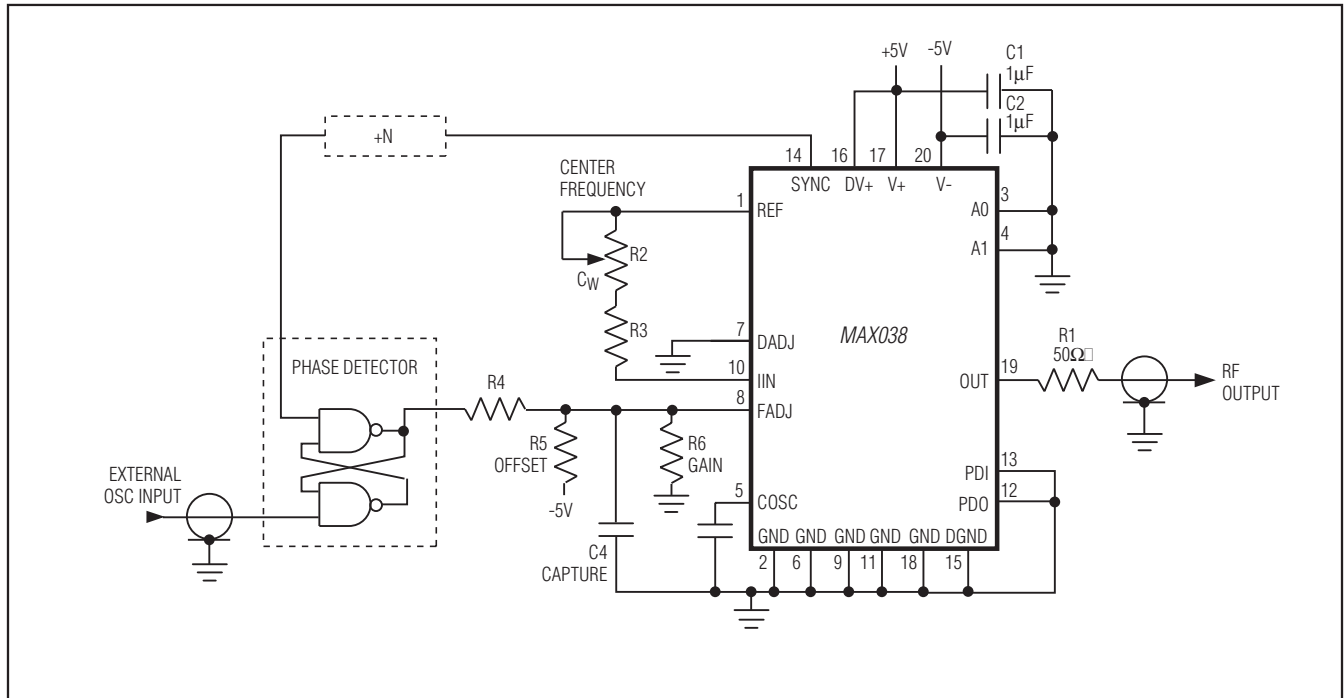 +5V
-5V
C1
1µF
C2
1µF
+N
14
16
17
20
SYNC
DV+
V+
V-
CENTER
FREQUENCY
1
REF
3
A0
4
A1
R2
CW
R3
7
DADJ
MAX038
10
IIN
PHASE DETECTOR
R4
8
FADJ
R1
50Ω
19
OUT
RF
OUTPUT
R5
OFFSET
R6
GAIN
-5V
EXTERNAL
OSC INPUT
5
COSC
13
PDI
12
PDO
C4
CAPTURE
GND
GND
GND
GND
GND
DGND
2
6
9
11
18
15